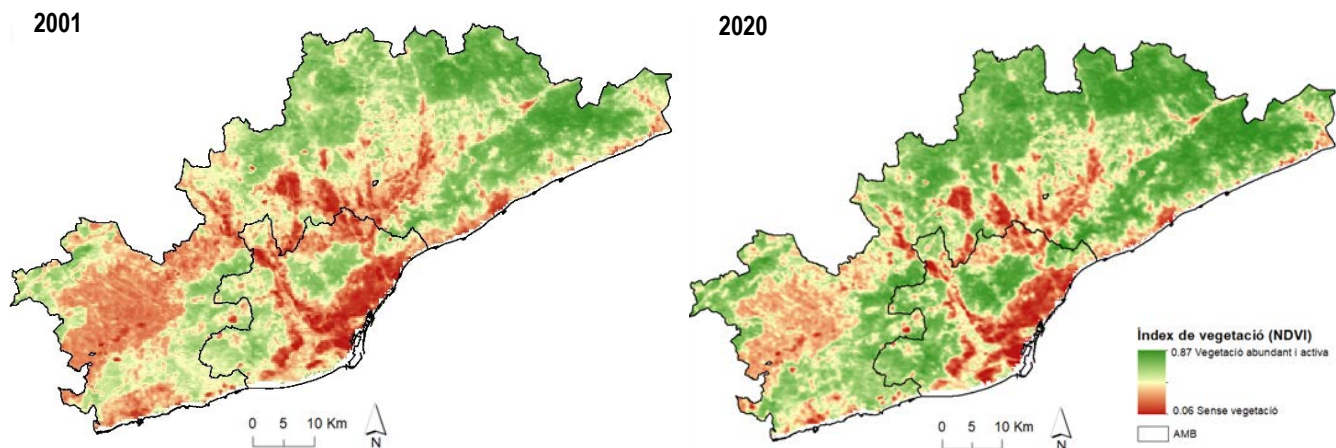 2001
2020
0 5 10 Km
N
0 5 10 Km
N
Índex de vegetació (NDVI)
0.87 Vegetació abundant i activa
0.06 Sense vegetació
AMB